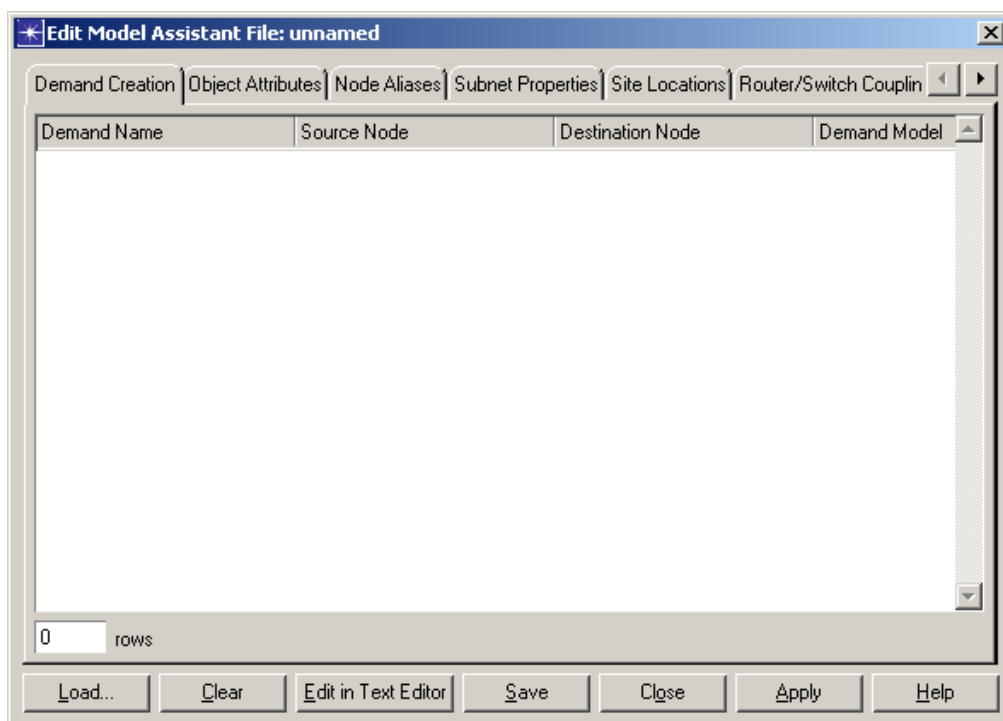 Edit Model Assistant File: unnamed
Demand Creation Object Attributes Node Aliases Subnet Properties Site Locations Router/Switch Couplin
Demand Name Source Node Destination Node Demand Model
0 rows
Load... Clear Edit in Text Editor Save Close Apply Help